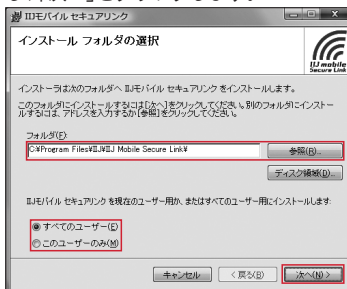 IIJモバイル セキュアリンク
インストール フォルダの選択
IIJ mobile
Secure Link
インストーラは次のフォルダへ IIJモバイル セキュアリンク をインストールします。
このフォルダにインストールするには[次へ]をクリックしてください。別のフォルダにインストー
ルするには、アドレスを入力するか[参照]をクリックしてください。
フォルダ(F):
C:¥Program Files¥IIJ¥IIJ Mobile Secure Link¥
参照(R)...
ディスク領域(D)...
IIJモバイル セキュアリンク を現在のユーザー用か、またはすべてのユーザー用にインストールします:
すべてのユーザー(E)
このユーザーのみ(M)
キャンセル
< 戻る(B)
次へ(N) >